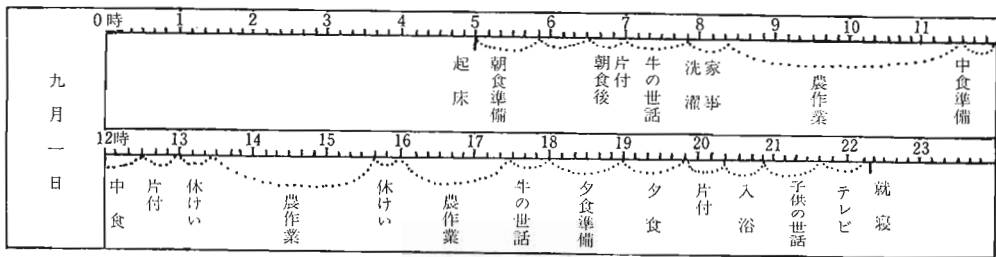 九月一日
0時 1 2 3 4 5 6 7 8 9 10 11
起床
朝食準備
朝食後
片付
牛の世話
洗濯
家事
農作業
中食準備
12時 13 14 15 16 17 18 19 20 21 22 23
中食
片付
休けい
農作業
休けい
農作業
牛の世話
夕食準備
夕食
片付
入浴
子供の世話
テレビ
就寝